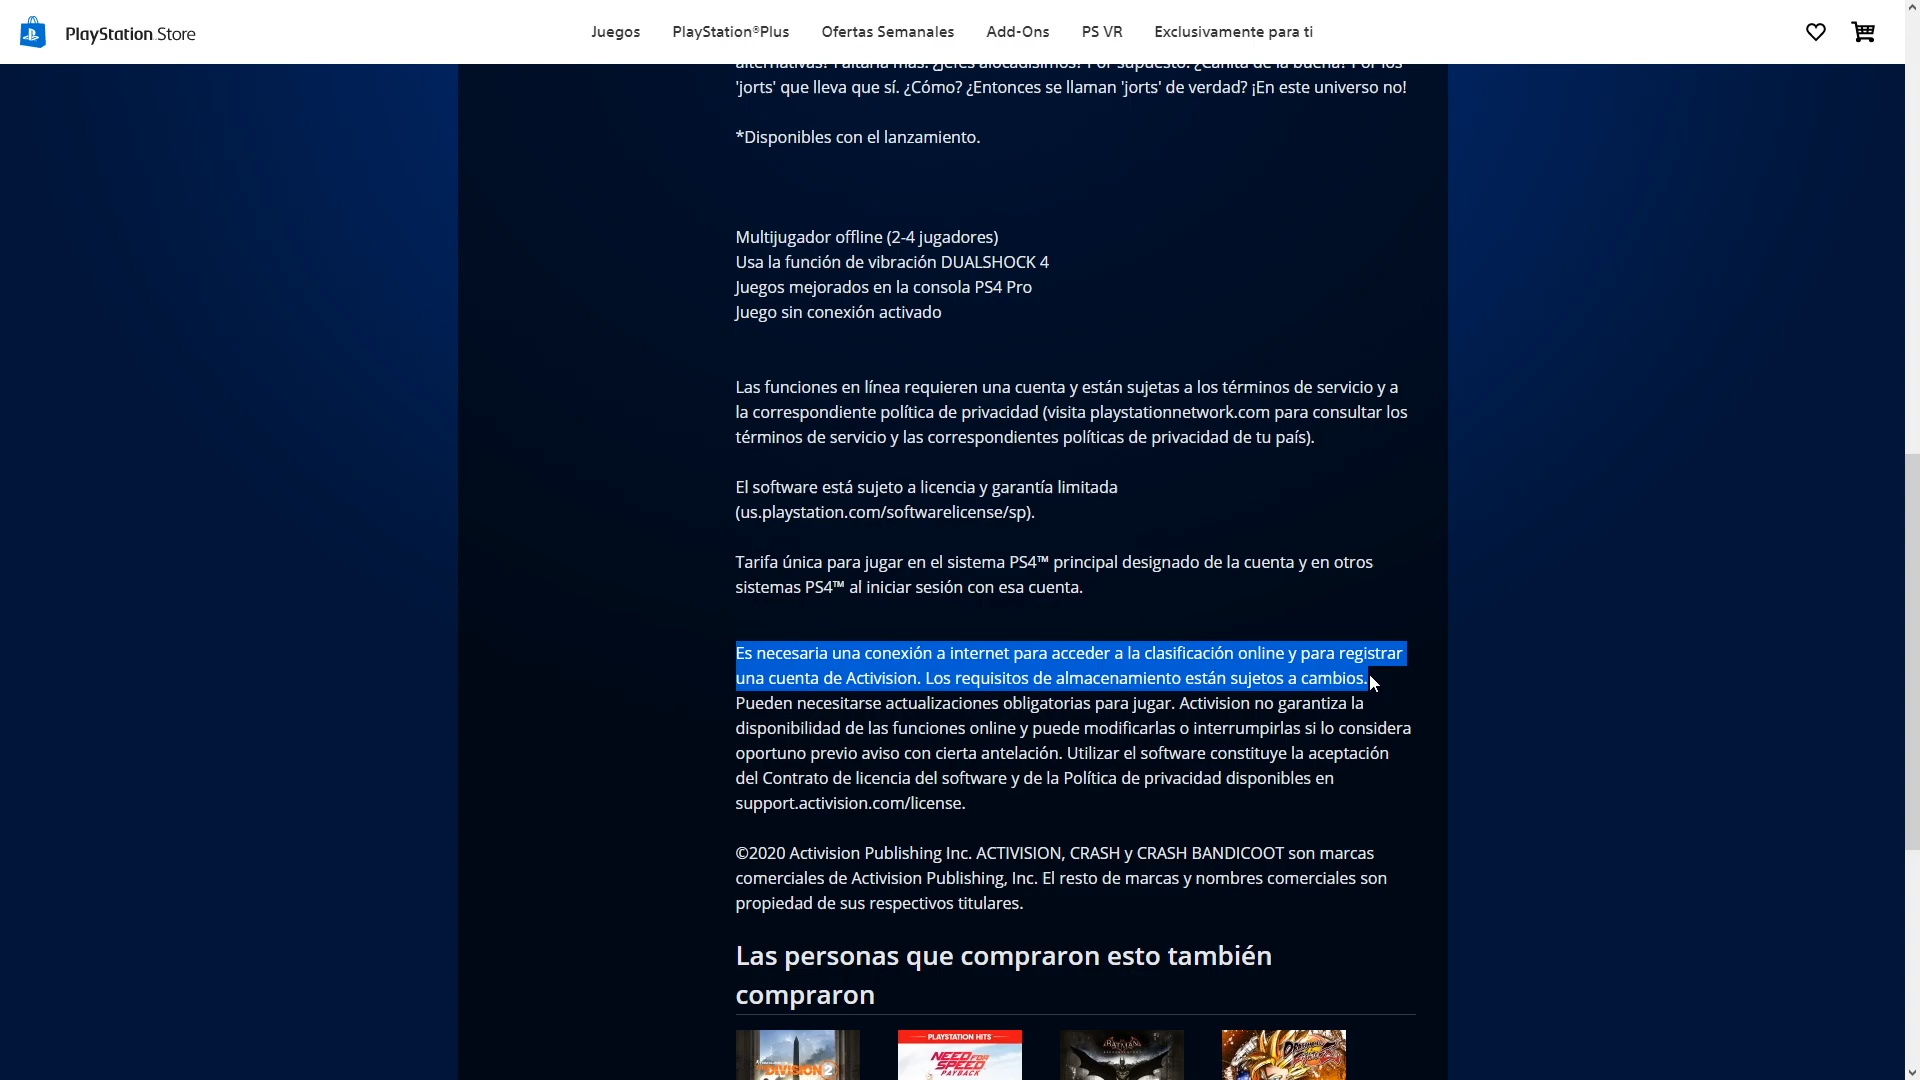 PlayStation Store
Juegos
PlayStation®Plus
Ofertas Semanales
Add-Ons
PS VR
Exclusivamente para ti
alternativas? Faltaría más. ¿Jefes alocadísimos? Por supuesto. ¿Cañita de la buena? Por los
'jorts' que lleva que sí. ¿Cómo? ¿Entonces se llaman 'jorts' de verdad? ¡En este universo no!
*Disponibles con el lanzamiento.
Multijugador offline (2-4 jugadores)
Usa la función de vibración DUALSHOCK 4
Juegos mejorados en la consola PS4 Pro
Juego sin conexión activado
Las funciones en línea requieren una cuenta y están sujetas a los términos de servicio y a
la correspondiente política de privacidad (visita playstationnetwork.com para consultar los
términos de servicio y las correspondientes políticas de privacidad de tu país).
El software está sujeto a licencia y garantía limitada
(us.playstation.com/softwarelicense/sp).
Tarifa única para jugar en el sistema PS4™ principal designado de la cuenta y en otros
sistemas PS4™ al iniciar sesión con esa cuenta.
Es necesaria una conexión a internet para acceder a la clasificación online y para registrar
una cuenta de Activision. Los requisitos de almacenamiento están sujetos a cambios.
Pueden necesitarse actualizaciones obligatorias para jugar. Activision no garantiza la
disponibilidad de las funciones online y puede modificarlas o interrumpirlas si lo considera
oportuno previo aviso con cierta antelación. Utilizar el software constituye la aceptación
del Contrato de licencia del software y de la Política de privacidad disponibles en
support.activision.com/license.
©2020 Activision Publishing Inc. ACTIVISION, CRASH y CRASH BANDICOOT son marcas
comerciales de Activision Publishing, Inc. El resto de marcas y nombres comerciales son
propiedad de sus respectivos titulares.
Las personas que compraron esto también
compraron
DIVISION 2
PLAYSTATION HITS
NEED FOR
SPEED
PAYBACK
BATMAN
DRAGONBALL